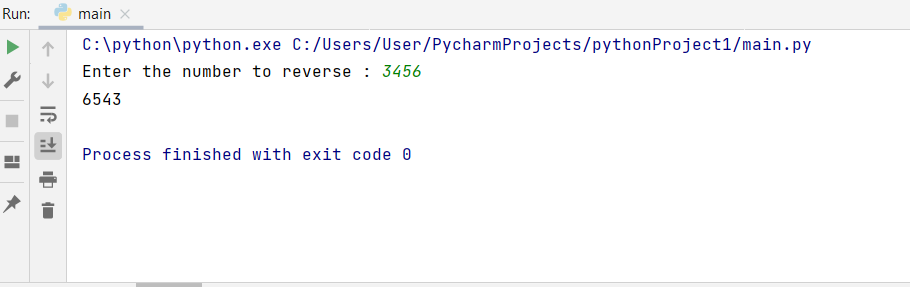 Run: main
C:\python\python.exe C:/Users/User/PycharmProjects/pythonProject1/main.py
Enter the number to reverse : 3456
6543
Process finished with exit code 0